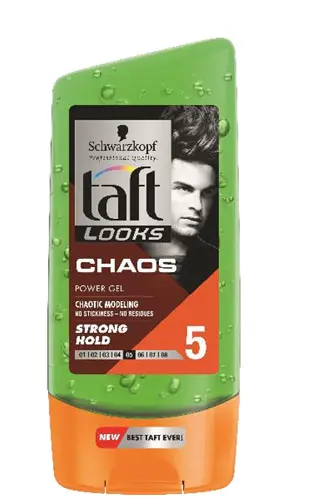 Schwarzkopf
Professional Quality.
taft
LOOKS
CHAOS
POWER GEL
CHAOTIC MODELING
NO STICKINESS – NO RESIDUES
STRONG
HOLD
5
01 | 02 | 03 | 04 | 05 | 06 | 07 | 08
NEW BEST TAFT EVER!